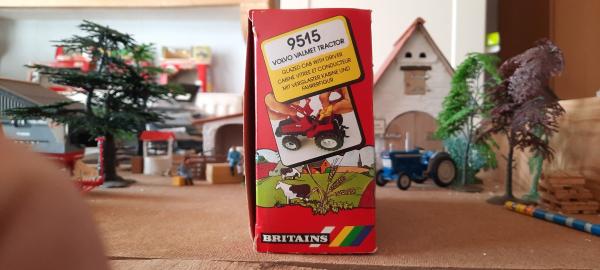 9515
VOLVO VALMET TRACTOR
GLAZED CAB WITH DRIVER
CABINE VITREE ET CONDUCTEUR
MIT VERGLASTER KABINE UND
FAHRERFIGUR
BRITAINS